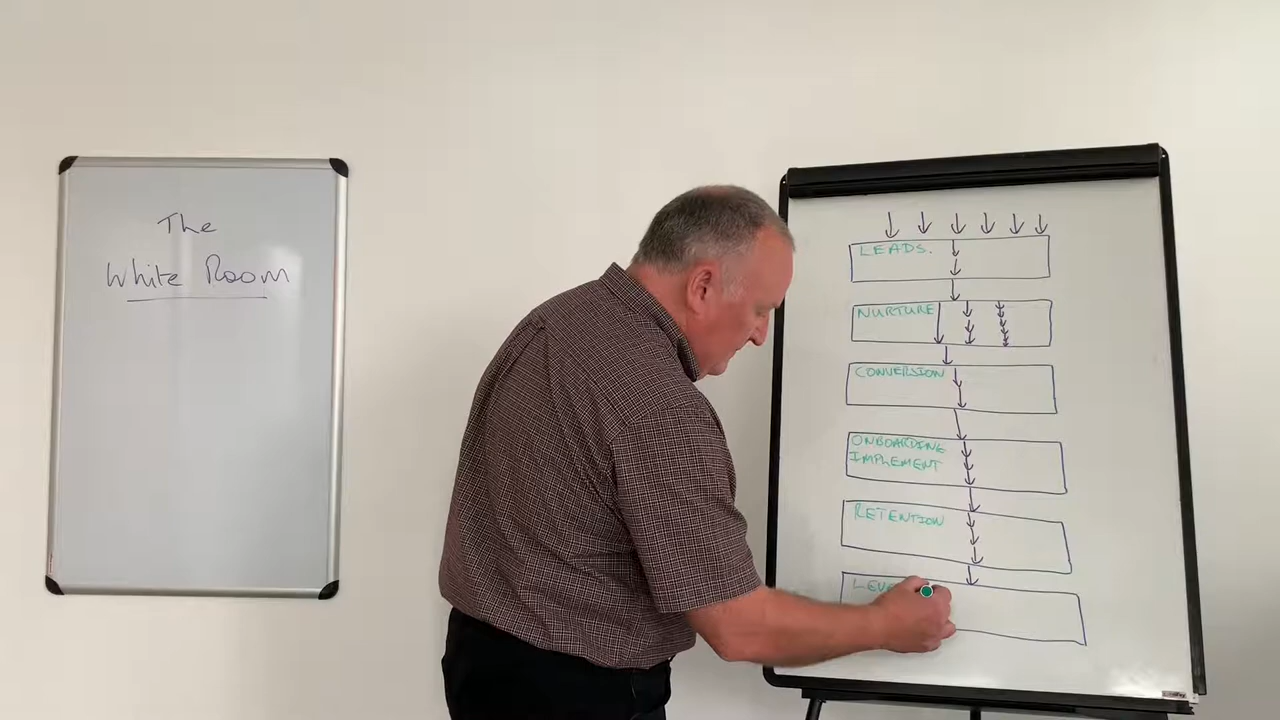 The
White Room
LEADS.
NURTURE
CONVERSION
ONBOARDING
IMPLEMENT
RETENTION